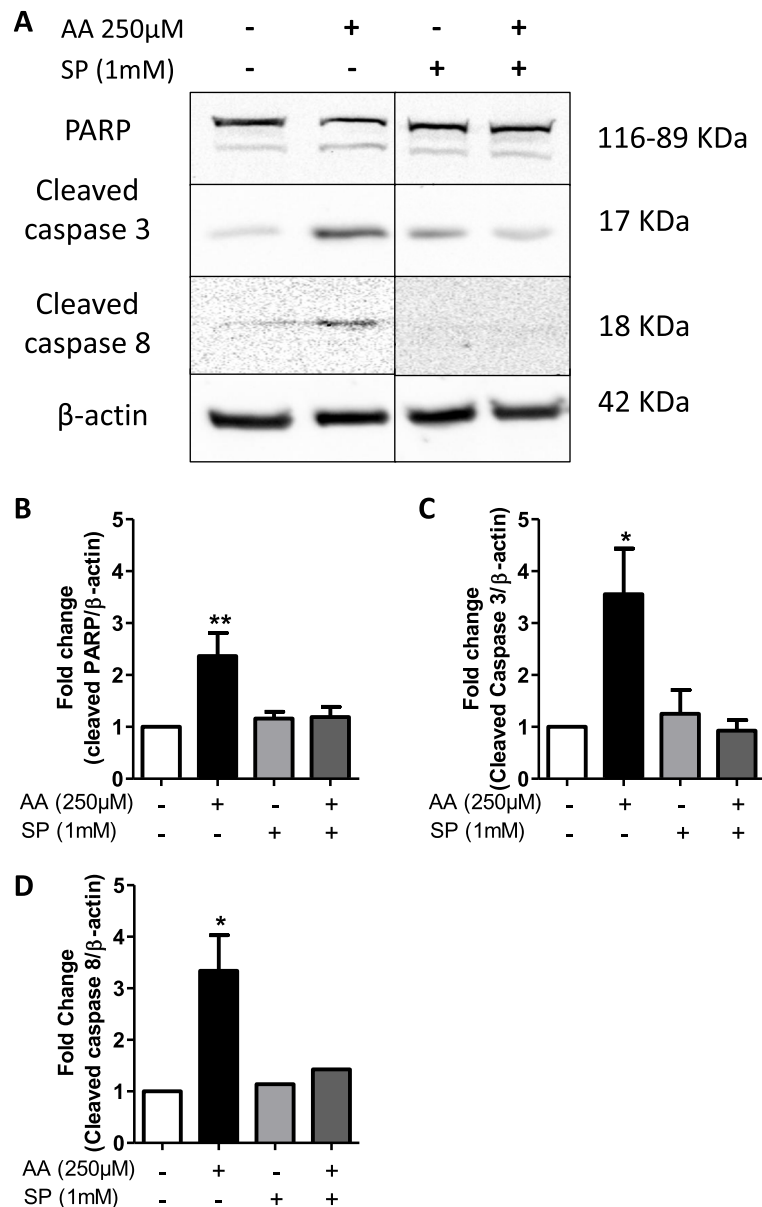 A
AA 250µM - + - +
SP (1mM) - - + +
PARP 116-89 KDa
Cleaved
caspase 3 17 KDa
Cleaved
caspase 8 18 KDa
β-actin 42 KDa
B
Fold change
(cleaved PARP/β-actin)
5
4
3
2
1
0
**
AA (250µM) - + - +
SP (1mM) - - + +
C
Fold change
(Cleaved Caspase 3/β-actin)
5
4
3
2
1
0
*
AA (250µM) - + - +
SP (1mM) - - + +
D
Fold Change
(Cleaved caspase 8/β-actin)
5
4
3
2
1
0
*
AA (250µM) - + - +
SP (1mM) - - + +